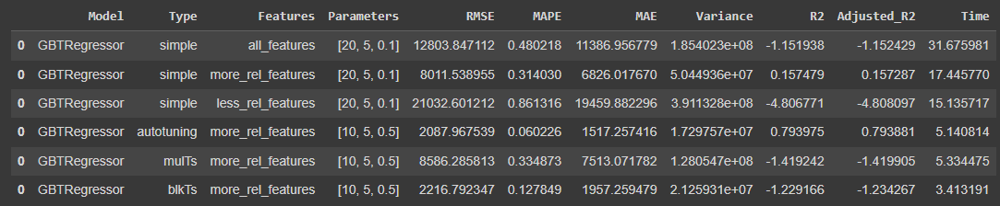 Model Type Features Parameters RMSE MAPE MAE Variance R2 Adjusted_R2 Time
0 GBTRegressor simple all_features [20, 5, 0.1] 12803.847112 0.480218 11386.956779 1.854023e+08 -1.151938 -1.152429 31.675981
0 GBTRegressor simple more_rel_features [20, 5, 0.1] 8011.538955 0.314030 6826.017670 5.044936e+07 0.157479 0.157287 17.445770
0 GBTRegressor simple less_rel_features [20, 5, 0.1] 21032.601212 0.861316 19459.882296 3.911328e+08 -4.806771 -4.808097 15.135717
0 GBTRegressor autotuning more_rel_features [10, 5, 0.5] 2087.967539 0.060226 1517.257416 1.729757e+07 0.793975 0.793881 5.140814
0 GBTRegressor mulTs more_rel_features [10, 5, 0.5] 8586.285813 0.334873 7513.071782 1.280547e+08 -1.419242 -1.419905 5.334475
0 GBTRegressor blkTs more_rel_features [10, 5, 0.5] 2216.792347 0.127849 1957.259479 2.125931e+07 -1.229166 -1.234267 3.413191